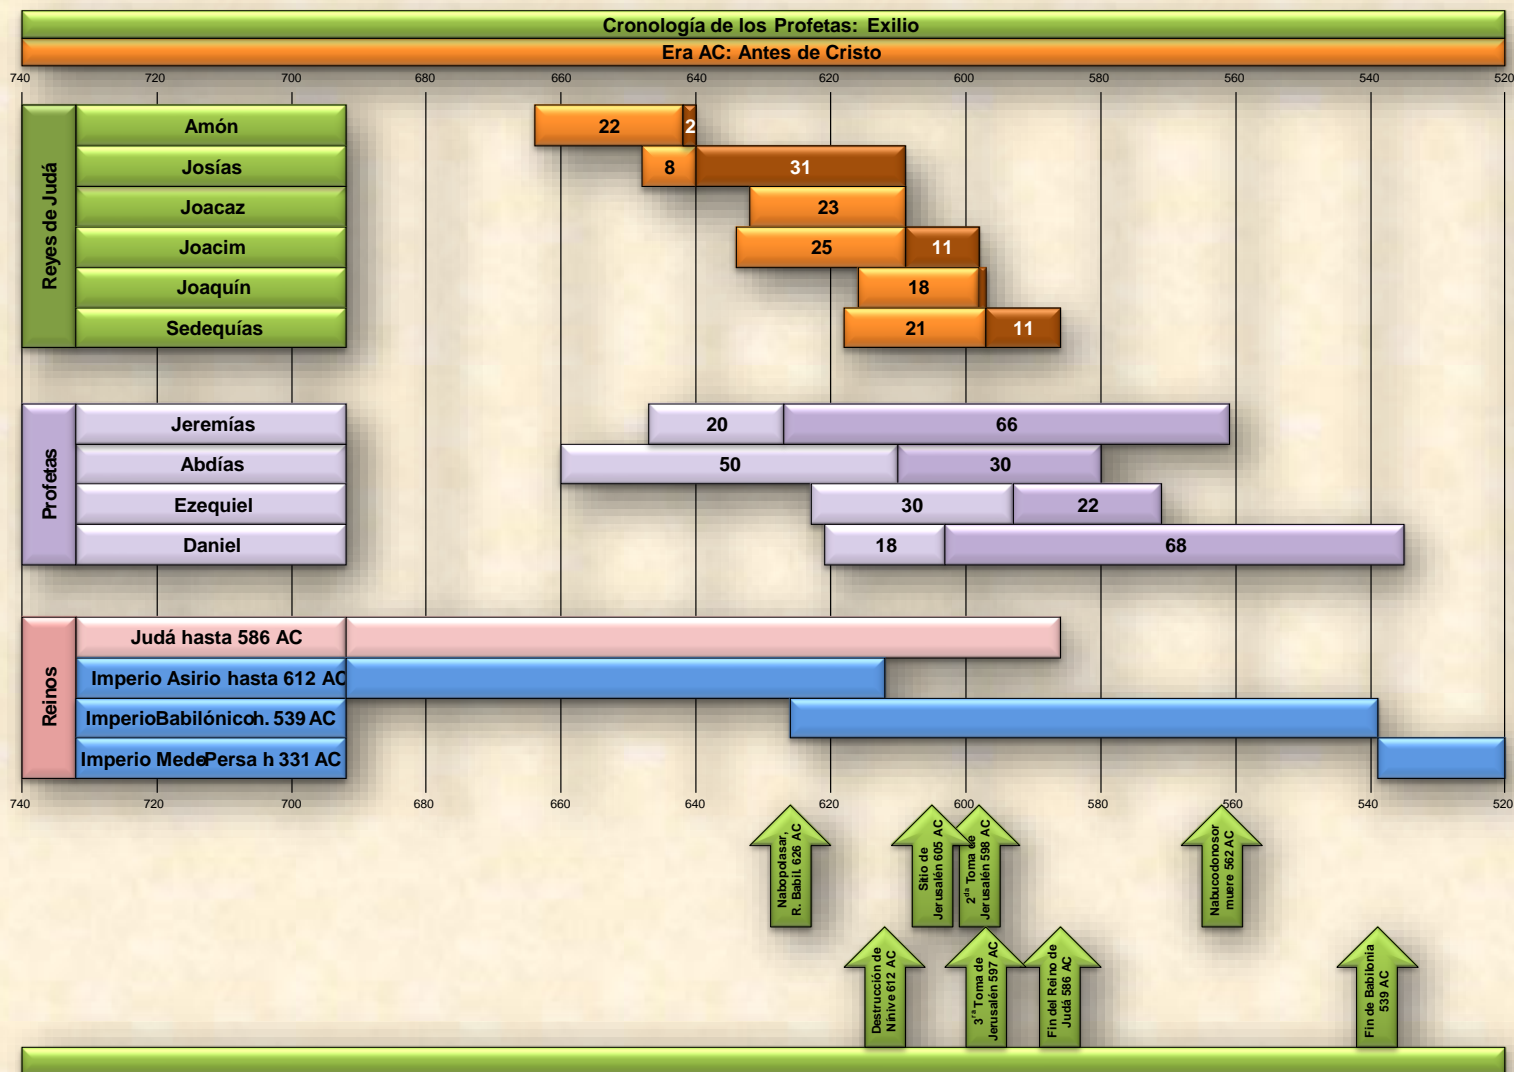 Cronología de los Profetas: Exilio
Era AC: Antes de Cristo
740 720 700 680 660 640 620 600 580 560 540 520
Reyes de Judá
Amón 22 2
Josías 8 31
Joacaz 23
Joacim 25 11
Joaquín 18
Sedequías 21 11
Profetas
Jeremías 20 66
Abdías 50 30
Ezequiel 30 22
Daniel 18 68
Reinos
Judá hasta 586 AC
Imperio Asirio hasta 612 AC
ImperioBabilónicoh. 539 AC
Imperio MedePersa h 331 AC
740 720 700 680 660 640 620 600 580 560 540 520
Nabopolasar,
R. Babil. 626 AC
Sitio de
Jerusalén 605 AC
2da Toma de
Jerusalén 598 AC
Nabucodonosor
muere 562 AC
Destrucción de
Nínive 612 AC
3ra Toma de
Jerusalén 597 AC
Fin del Reino de
Judá 586 AC
Fin de Babilonia
539 AC